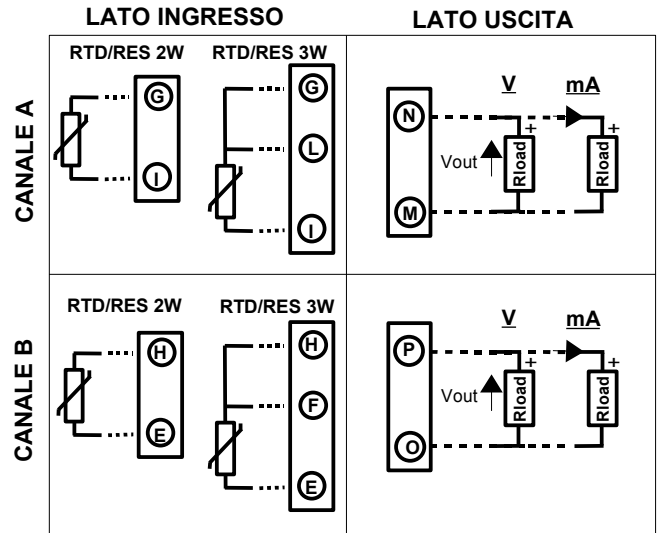 LATO INGRESSO
LATO USCITA
CANALE A
RTD/RES 2W
G
I
RTD/RES 3W
G
L
I
N
M
V
mA
Vout
+
Rload
+
Rload
CANALE B
RTD/RES 2W
H
E
RTD/RES 3W
H
F
E
P
O
V
mA
Vout
+
Rload
+
Rload